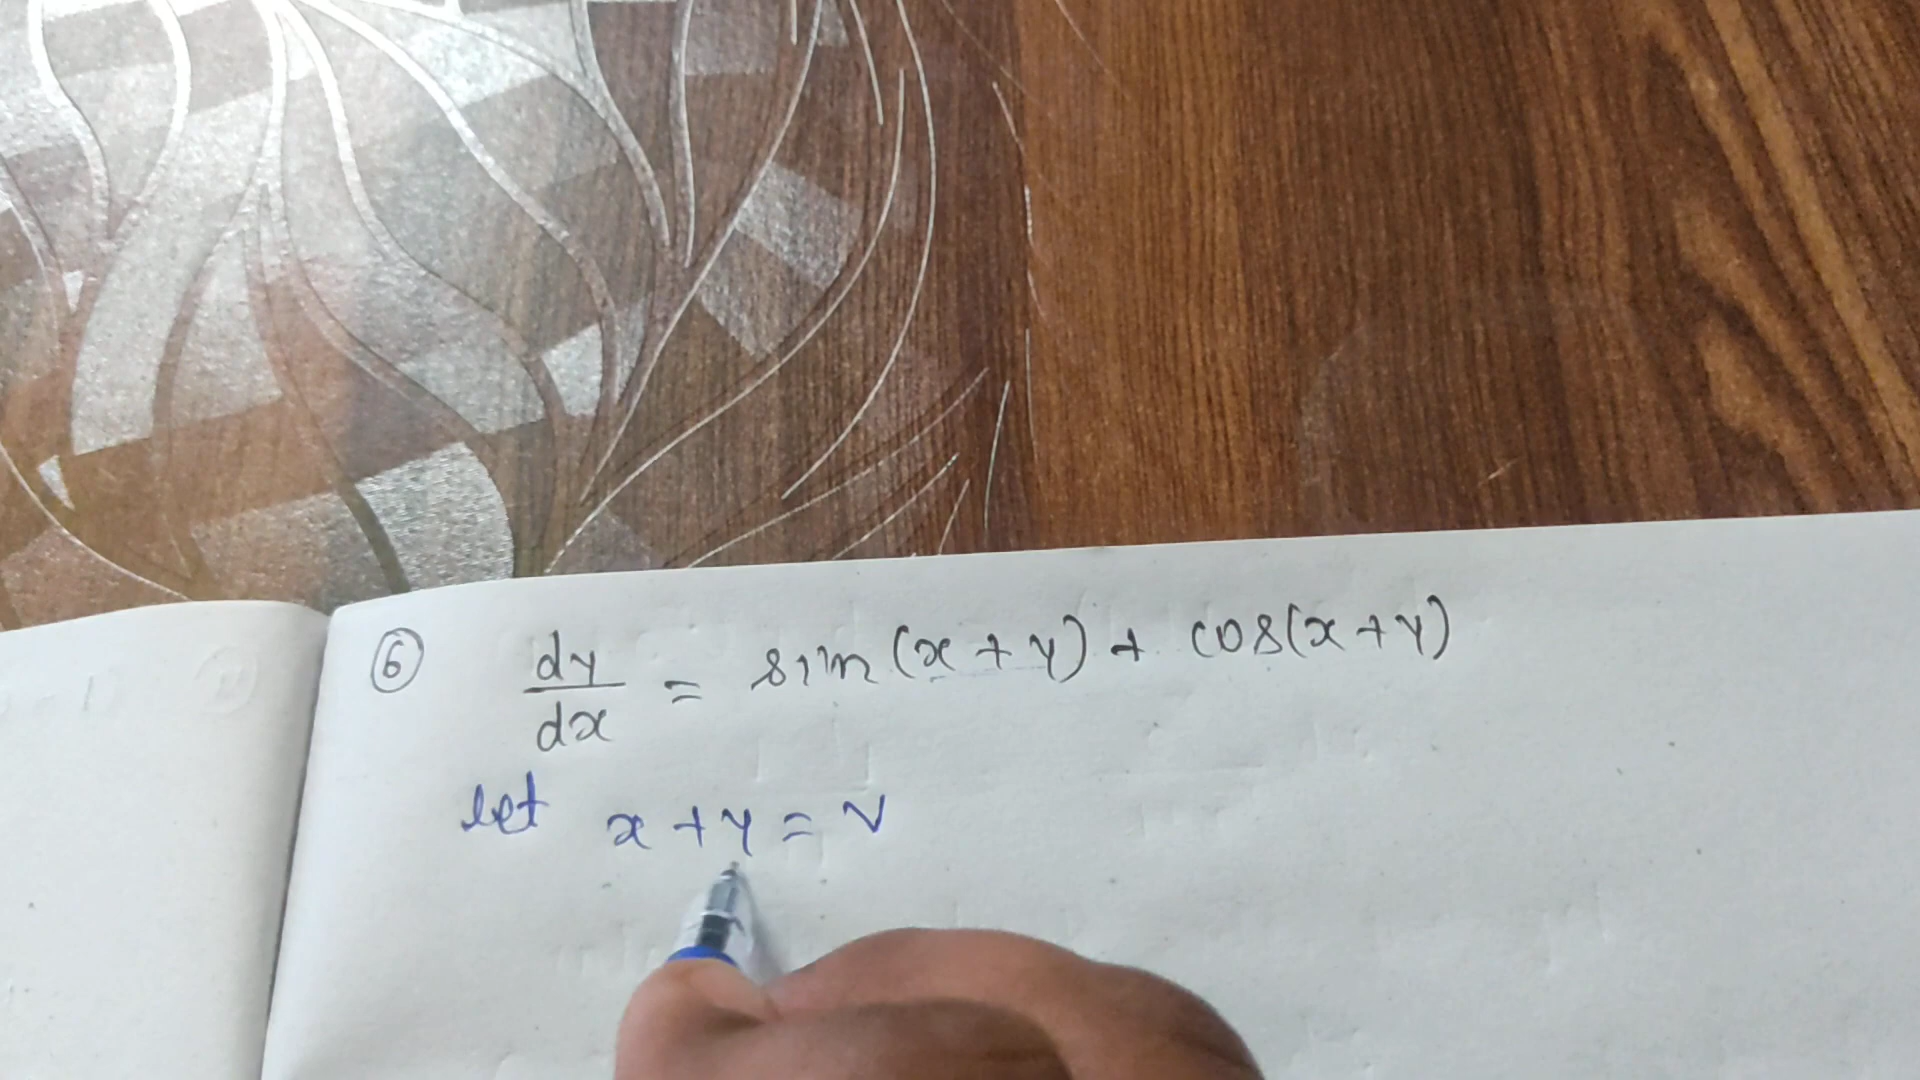 ⑥ dy/dx = sin(x+y) + cos(x+y)
let x+y = v